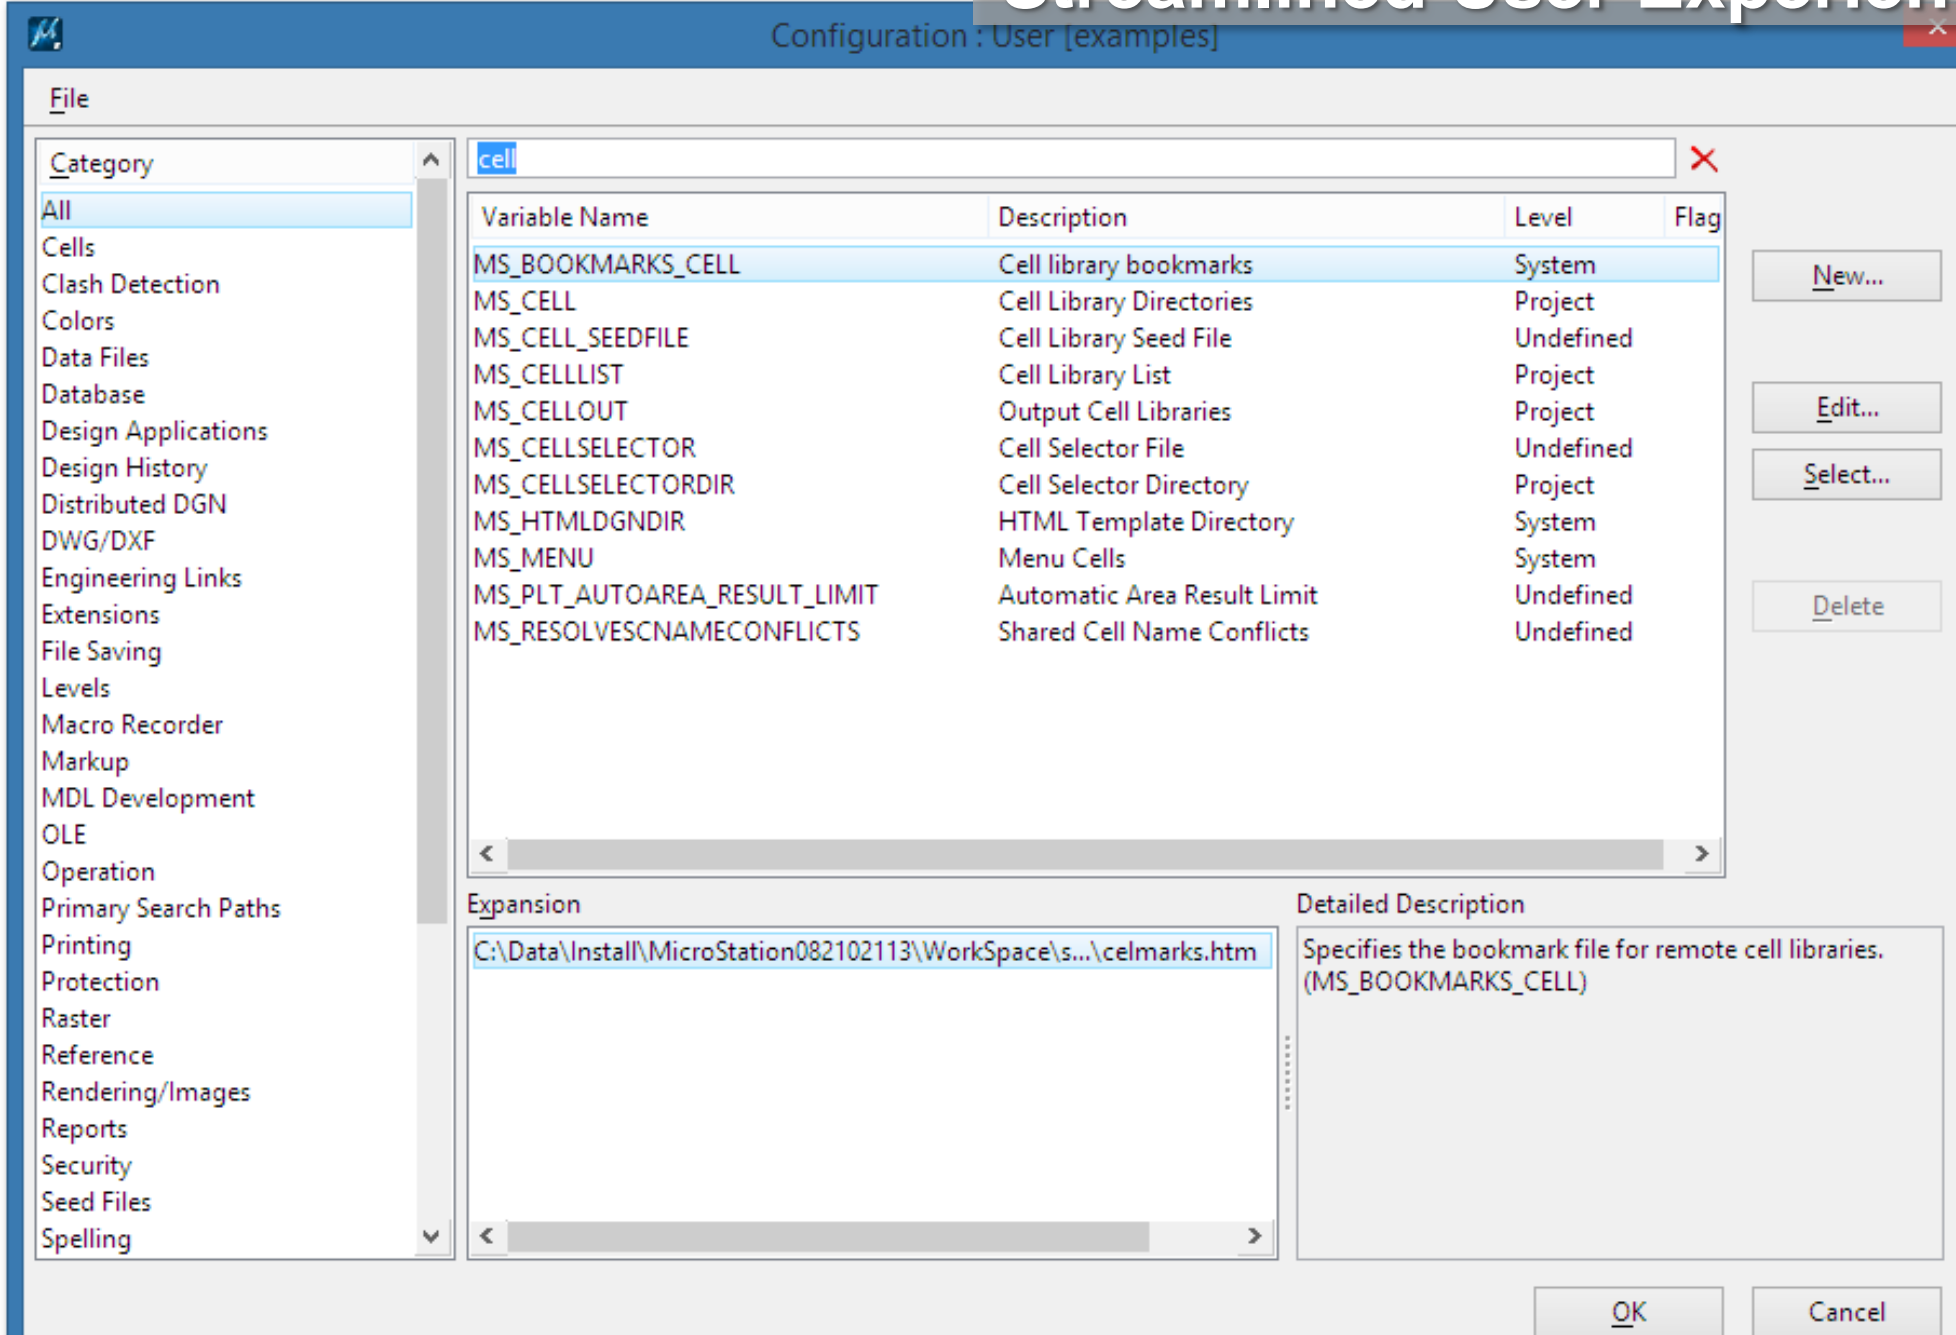 Streamlined User
Configuration : User [examples]
File
Category
All
Cells
Clash Detection
Colors
Data Files
Database
Design Applications
Design History
Distributed DGN
DWG/DXF
Engineering Links
Extensions
File Saving
Levels
Macro Recorder
Markup
MDL Development
OLE
Operation
Primary Search Paths
Printing
Protection
Raster
Reference
Rendering/Images
Reports
Security
Seed Files
Spelling
cell
Variable Name Description Level Flag
MS_BOOKMARKS_CELL Cell library bookmarks System
MS_CELL Cell Library Directories Project
MS_CELL_SEEDFILE Cell Library Seed File Undefined
MS_CELLLIST Cell Library List Project
MS_CELLOUT Output Cell Libraries Project
MS_CELLSELECTOR Cell Selector File Undefined
MS_CELLSELECTORDIR Cell Selector Directory Project
MS_HTMLDGNDIR HTML Template Directory System
MS_MENU Menu Cells System
MS_PLT_AUTOAREA_RESULT_LIMIT Automatic Area Result Limit Undefined
MS_RESOLVESCNAMECONFLICTS Shared Cell Name Conflicts Undefined
New...
Edit...
Select...
Delete
Expansion
C:\Data\Install\MicroStation082102113\WorkSpace\s...\celmarks.htm
Detailed Description
Specifies the bookmark file for remote cell libraries.
(MS_BOOKMARKS_CELL)
OK
Cancel